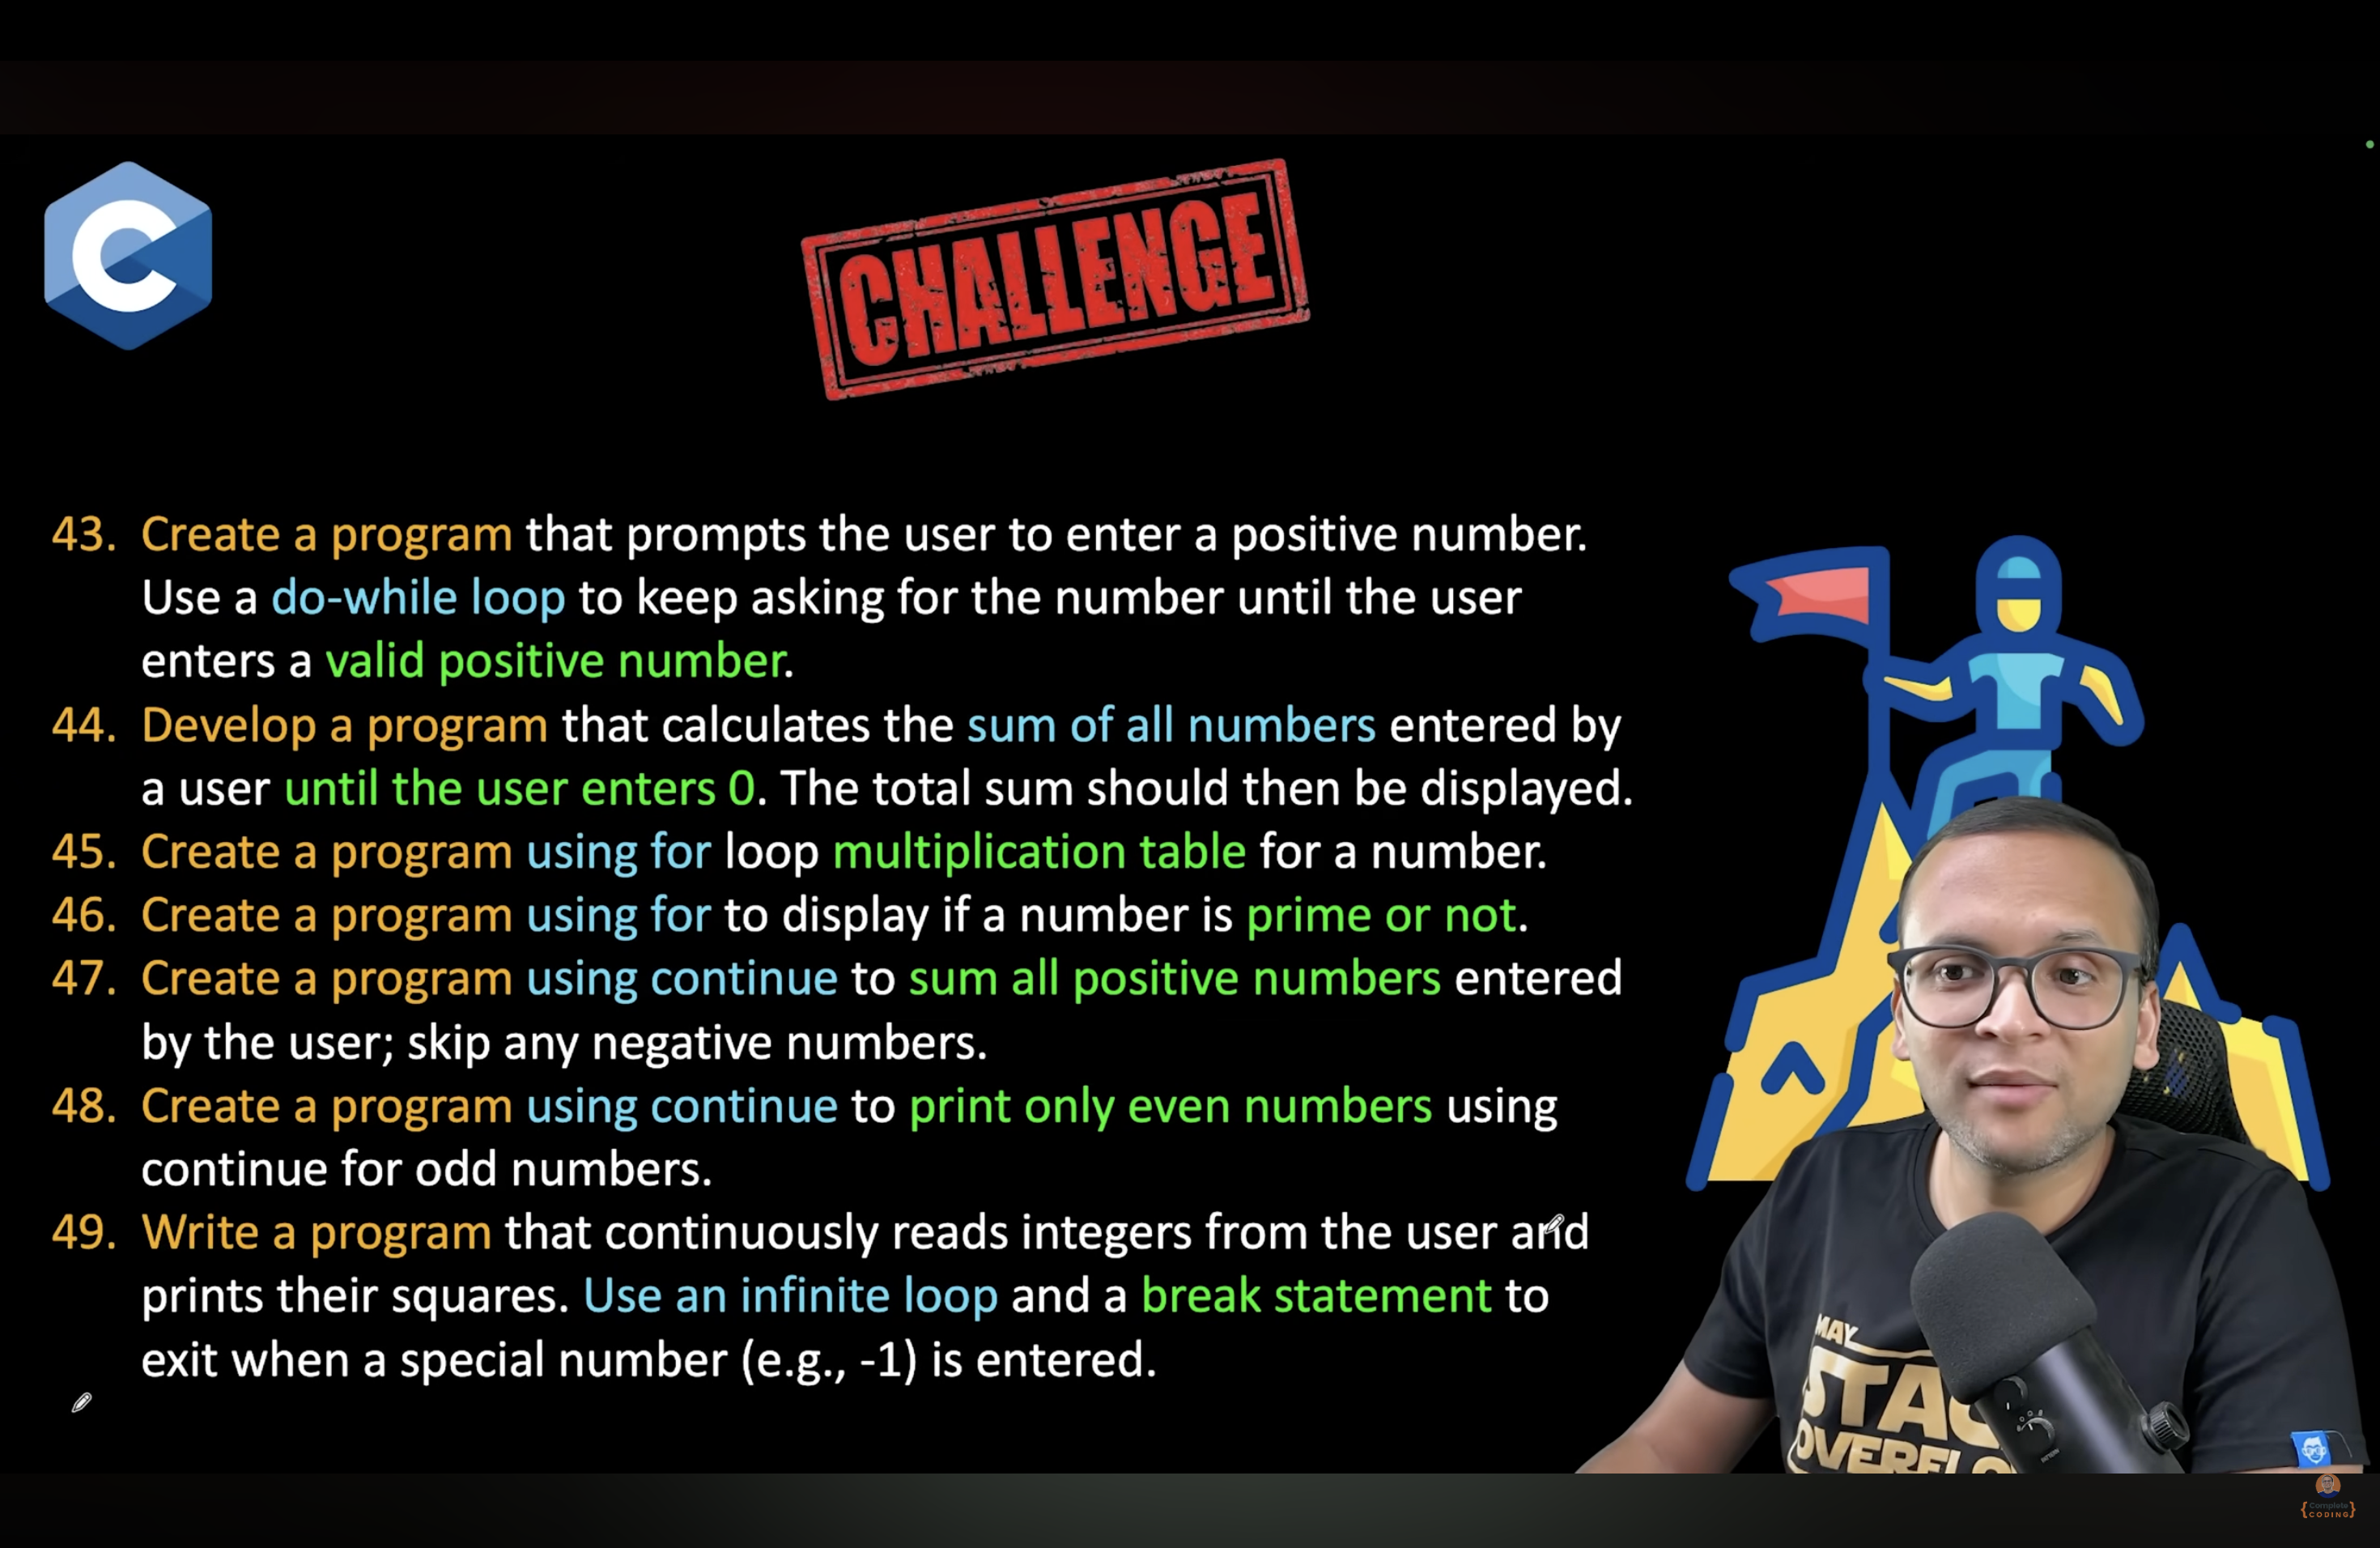 C
CHALLENGE
43. Create a program that prompts the user to enter a positive number.
Use a do-while loop to keep asking for the number until the user
enters a valid positive number.
44. Develop a program that calculates the sum of all numbers entered by
a user until the user enters 0. The total sum should then be displayed.
45. Create a program using for loop multiplication table for a number.
46. Create a program using for to display if a number is prime or not.
47. Create a program using continue to sum all positive numbers entered
by the user; skip any negative numbers.
48. Create a program using continue to print only even numbers using
continue for odd numbers.
49. Write a program that continuously reads integers from the user and
prints their squares. Use an infinite loop and a break statement to
exit when a special number (e.g., -1) is entered.
MAY
STAC
OVERFLO
Complete
{CODING}